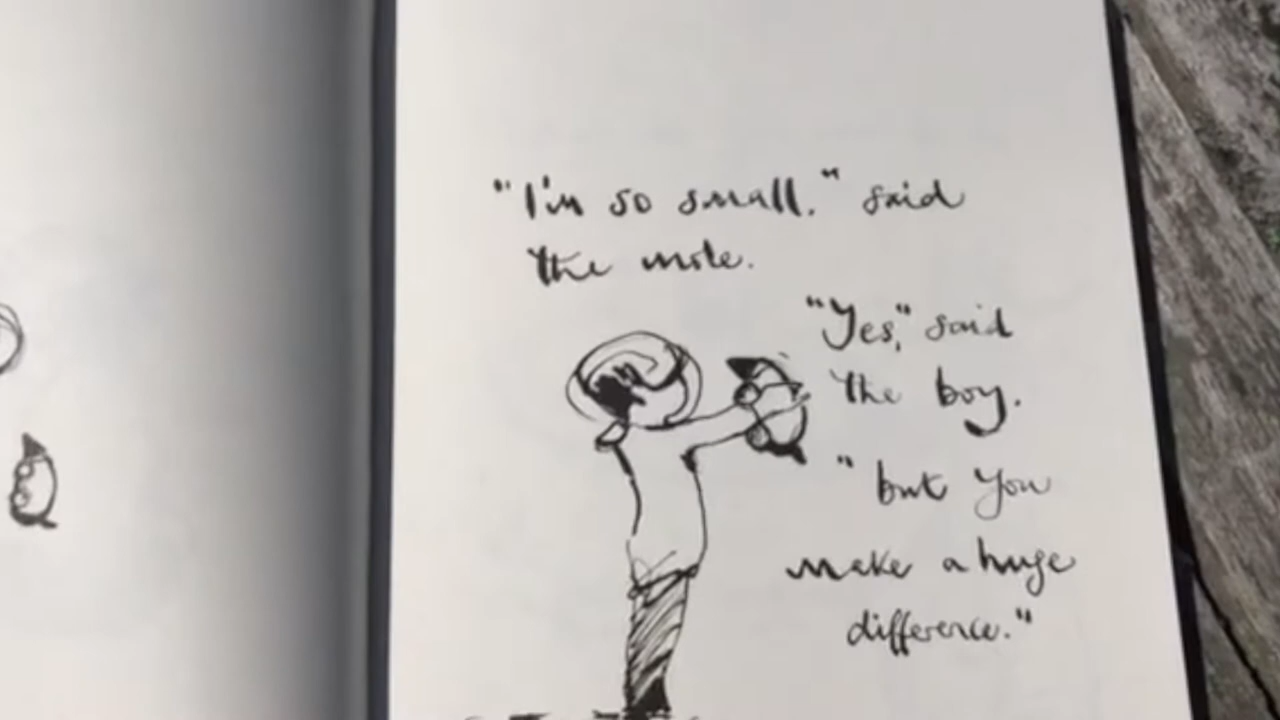 "I'm so small." said
the mole.
"Yes," said
the boy.
"but you
make a huge
difference."